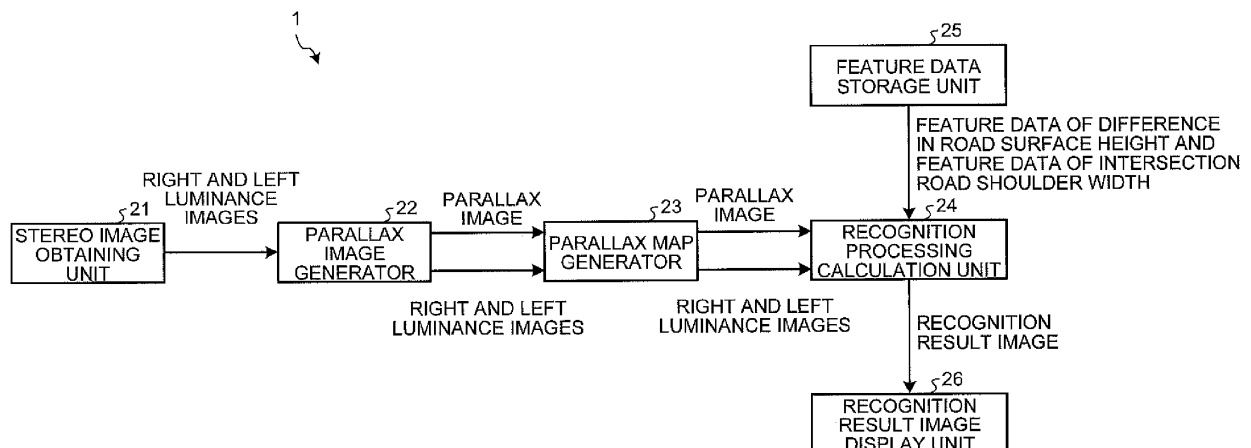 1
25
FEATURE DATA
STORAGE UNIT
FEATURE DATA OF DIFFERENCE
IN ROAD SURFACE HEIGHT AND
FEATURE DATA OF INTERSECTION
ROAD SHOULDER WIDTH
RIGHT AND LEFT
LUMINANCE
IMAGES
21
STEREO IMAGE
OBTAINING
UNIT
22
PARALLAX
IMAGE
GENERATOR
PARALLAX
IMAGE
RIGHT AND LEFT
LUMINANCE IMAGES
23
PARALLAX MAP
GENERATOR
PARALLAX
IMAGE
RIGHT AND LEFT
LUMINANCE IMAGES
24
RECOGNITION
PROCESSING
CALCULATION UNIT
RECOGNITION
RESULT IMAGE
26
RECOGNITION
RESULT IMAGE
DISPLAY UNIT